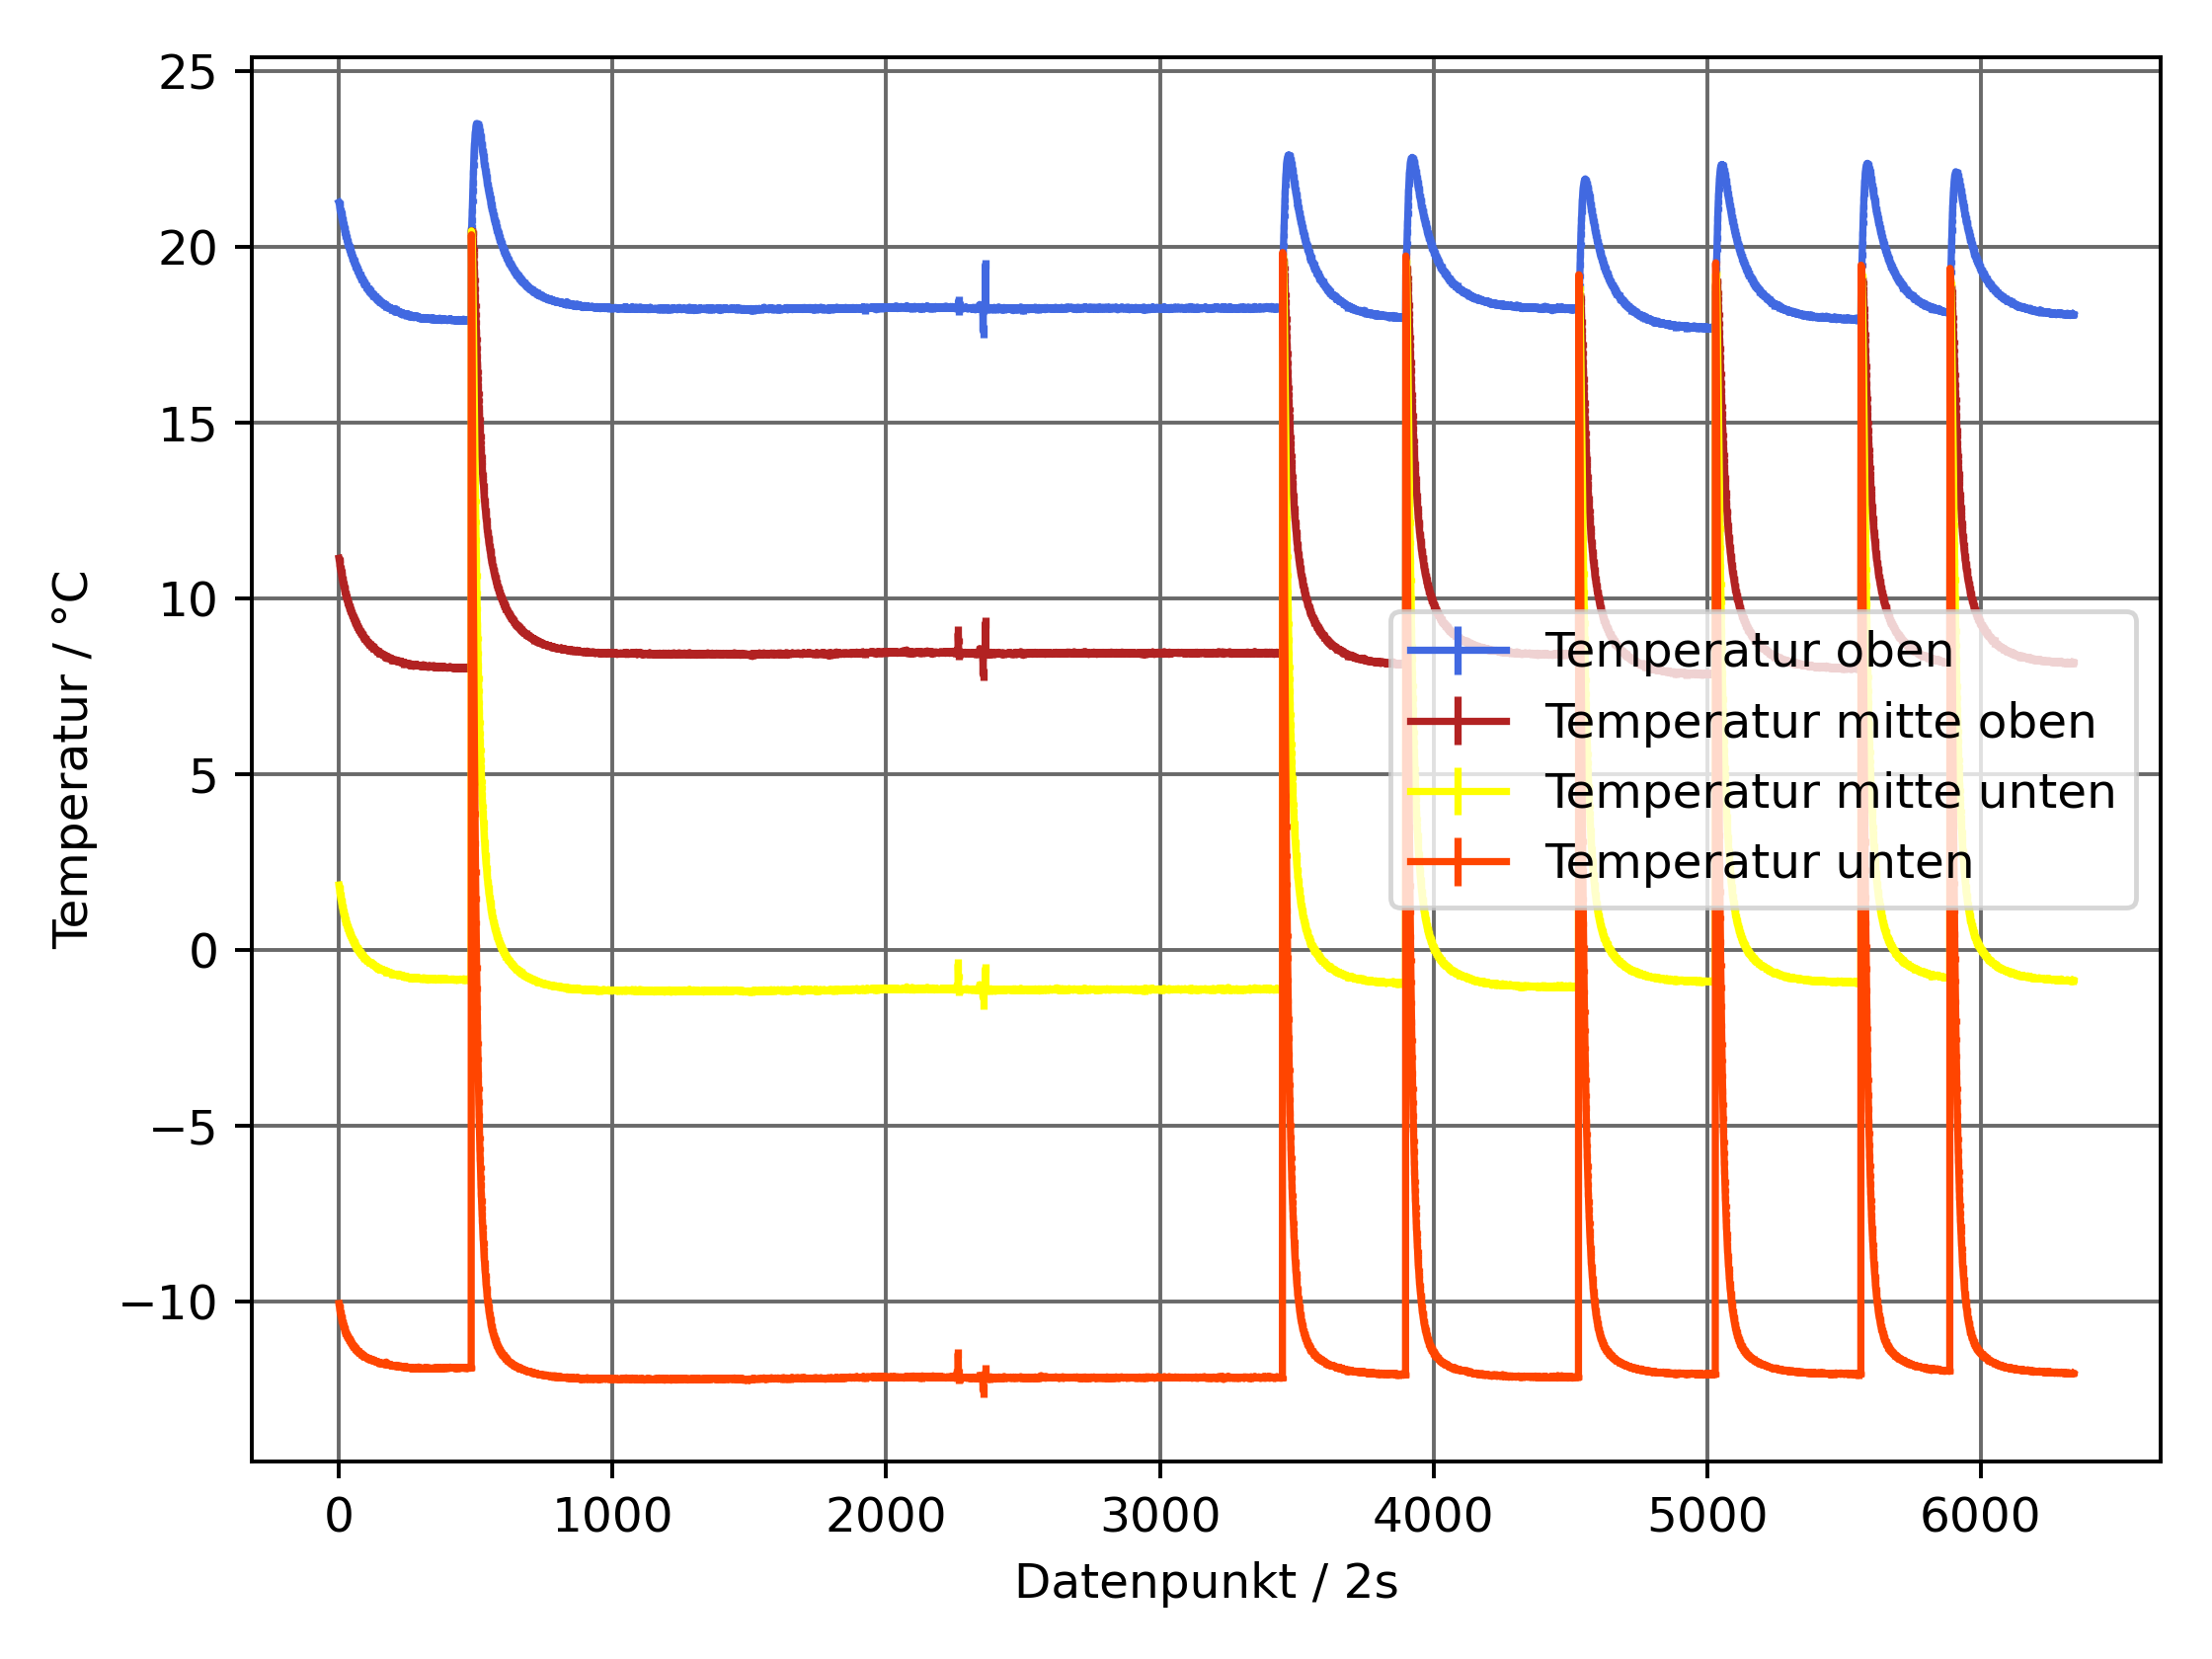 25
20
15
10
5
0
−5
−10
Temperatur / °C
Temperatur oben
Temperatur mitte oben
Temperatur mitte unten
Temperatur unten
0 1000 2000 3000 4000 5000 6000
Datenpunkt / 2s